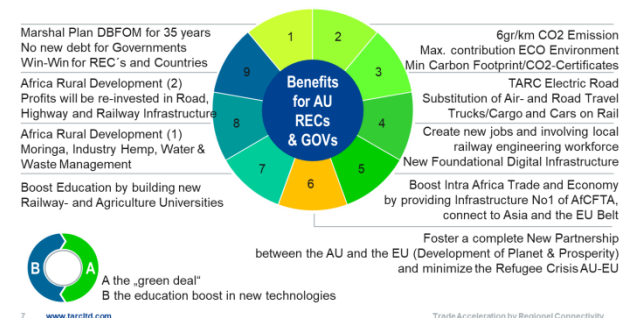 Marshal Plan DBFOM for 35 years
No new debt for Governments
Win-Win for REC´s and Countries
Africa Rural Development (2)
Profits will be re-invested in Road,
Highway and Railway Infrastructure
Africa Rural Development (1)
Moringa, Industry Hemp, Water &
Waste Management
Boost Education by building new
Railway- and Agriculture Universities
1
2
3
4
5
6
7
8
9
Benefits
for AU
RECs
& GOVs
6gr/km CO2 Emission
Max. contribution ECO Environment
Min Carbon Footprint/CO2-Certificates
TARC Electric Road
Substitution of Air- and Road Travel
Trucks/Cargo and Cars on Rail
Create new jobs and involving local
railway engineering workforce
New Foundational Digital Infrastructure
Boost Intra Africa Trade and Economy
by providing Infrastructure No1 of AfCFTA,
connect to Asia and the EU Belt
Foster a complete New Partnership
between the AU and the EU (Development of Planet & Prosperity)
and minimize the Refugee Crisis AU-EU
B
A
A the „green deal“
B the education boost in new technologies
7 www.tarcltd.com
Trade Acceleration by Regionel Connectivity